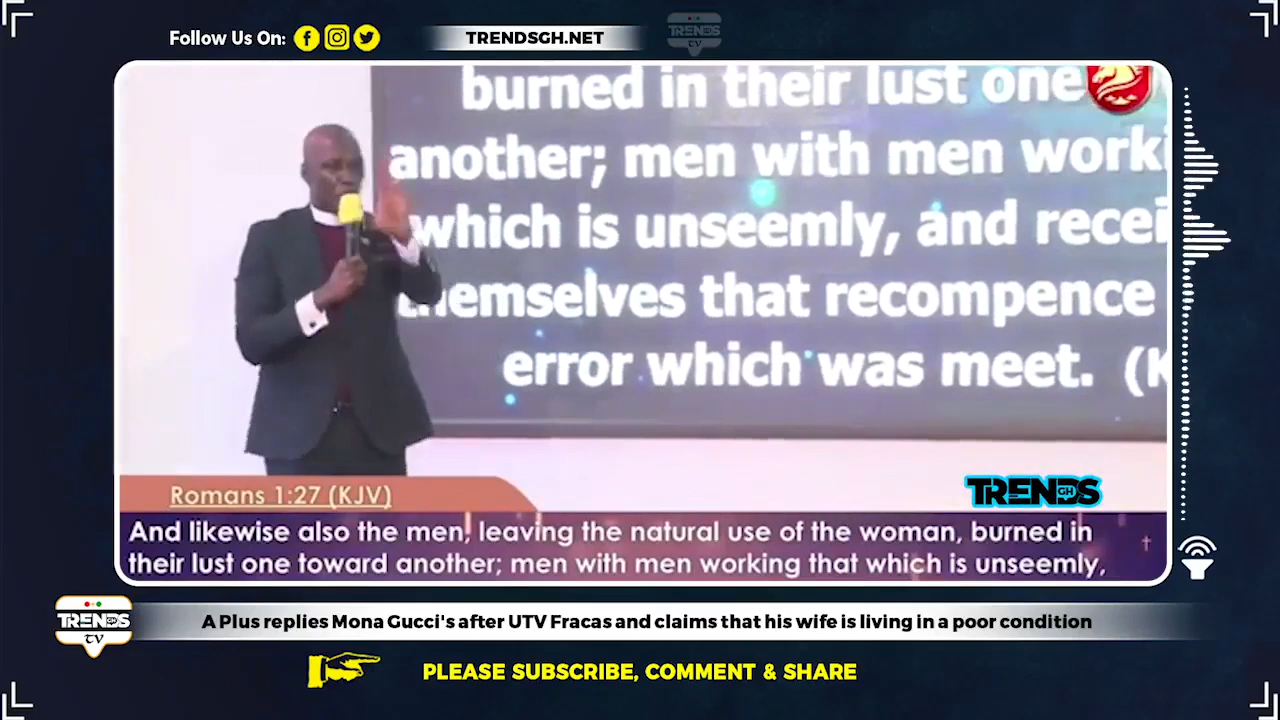 Follow Us On:
TRENDSGH.NET
TRENDS
TV
burned in their lust one
another; men with men worki
which is unseemly, and recei
themselves that recompence
error which was meet. (K
Romans 1:27 (KJV)
TRENDS
GH
And likewise also the men, leaving the natural use of the woman, burned in
their lust one toward another; men with men working that which is unseemly,
TRENDS
TV
A Plus replies Mona Gucci's after UTV Fracas and claims that his wife is living in a poor condition
PLEASE SUBSCRIBE, COMMENT & SHARE